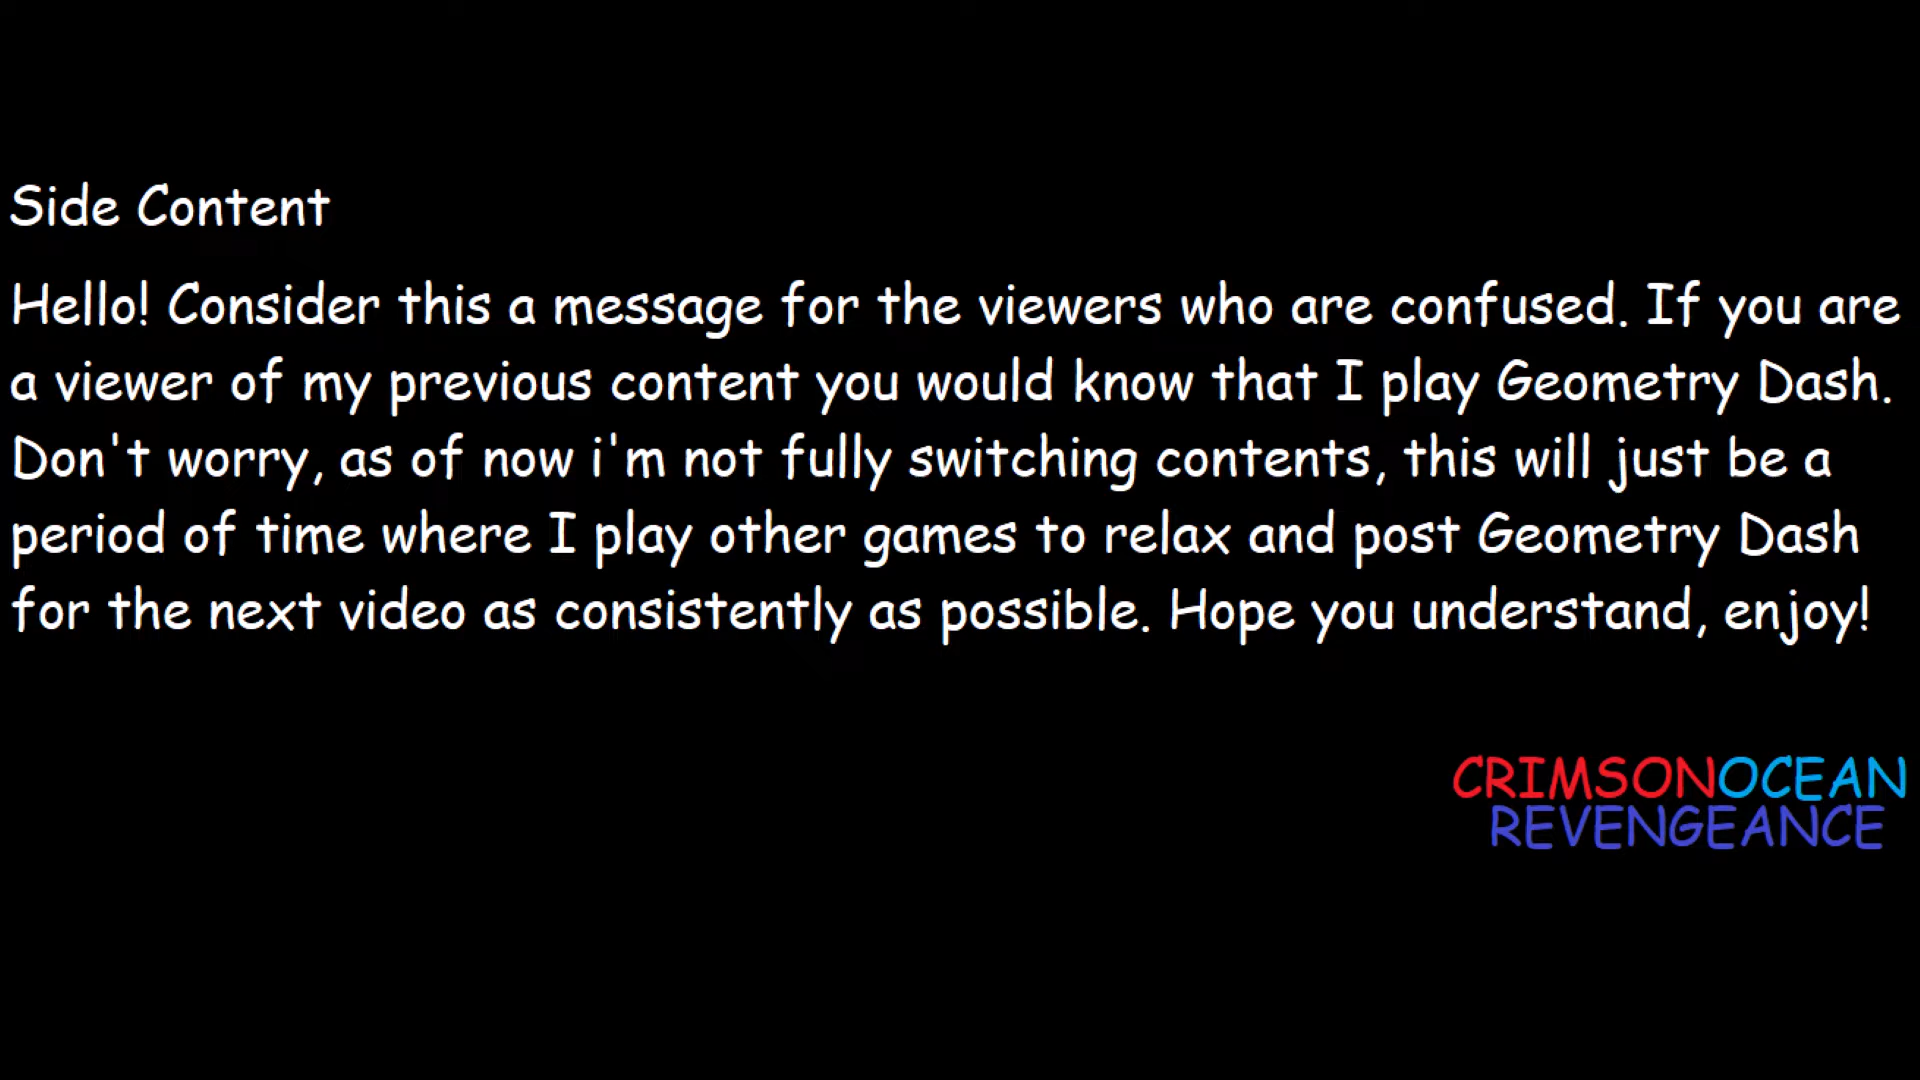 Side Content
Hello! Consider this a message for the viewers who are confused. If you are
a viewer of my previous content you would know that I play Geometry Dash.
Don't worry, as of now i'm not fully switching contents, this will just be a
period of time where I play other games to relax and post Geometry Dash
for the next video as consistently as possible. Hope you understand, enjoy!
CRIMSONOCEAN
REVENGEANCE